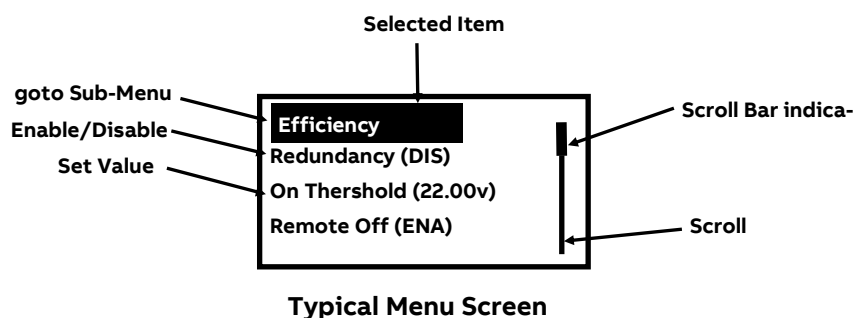 Selected Item
goto Sub-Menu
Enable/Disable
Set Value
Efficiency
Redundancy (DIS)
On Thershold (22.00v)
Remote Off (ENA)
Scroll Bar indica-
Scroll
Typical Menu Screen